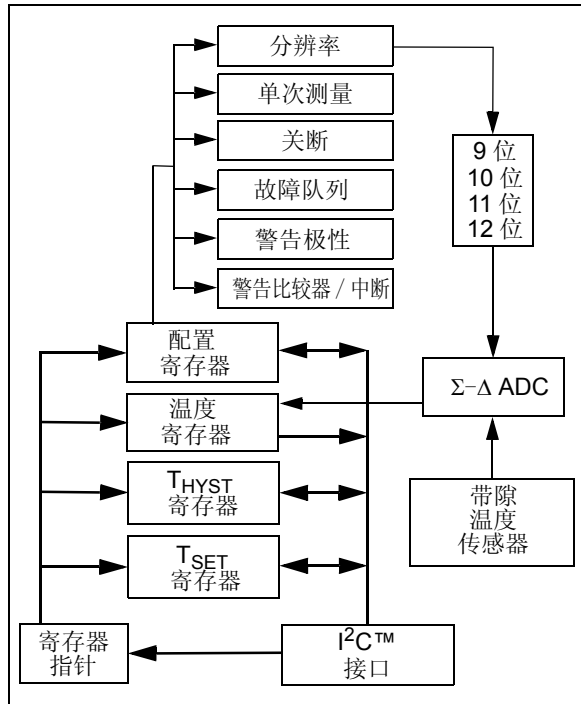 分辨率
单次测量
关断
故障队列
警告极性
警告比较器 / 中断
9 位
10 位
11 位
12 位
配置
寄存器
温度
寄存器
Σ−Δ ADC
THYST
寄存器
带隙
温度
传感器
TSET
寄存器
寄存器
指针
I²C™
接口